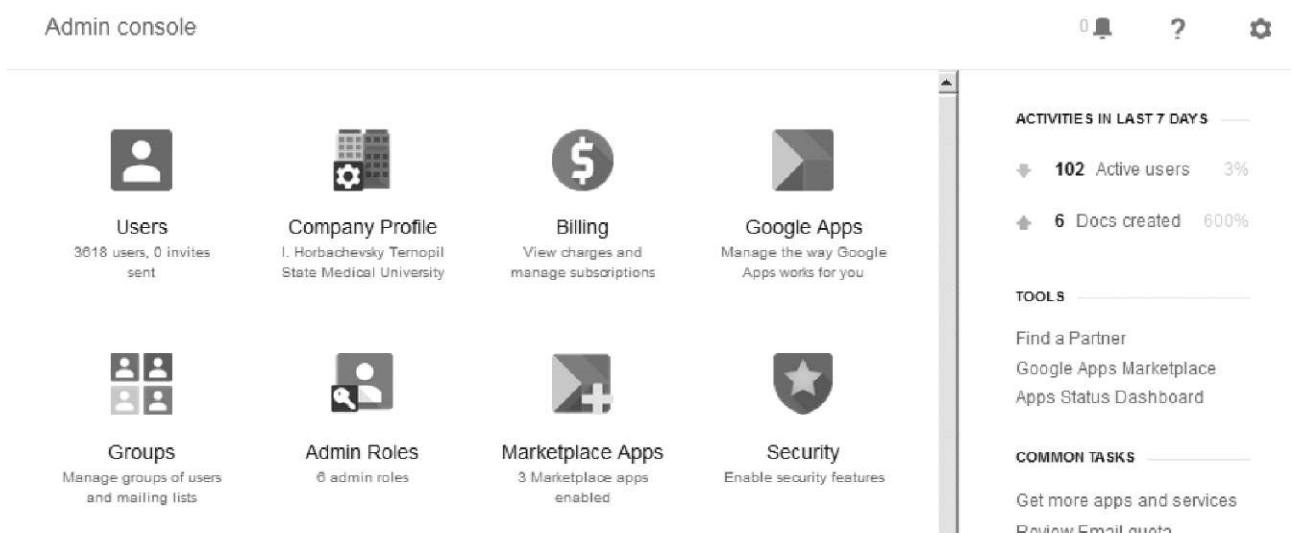 Admin console
0
?
Users
3618 users, 0 invites
sent
Company Profile
I. Horbachevsky Ternopil
State Medical University
Billing
View charges and
manage subscriptions
Google Apps
Manage the way Google
Apps works for you
Groups
Manage groups of users
and mailing lists
Admin Roles
6 admin roles
Marketplace Apps
3 Marketplace apps
enabled
Security
Enable security features
ACTIVITIES IN LAST 7 DAYS
102 Active users 3%
6 Docs created 600%
TOOLS
Find a Partner
Google Apps Marketplace
Apps Status Dashboard
COMMON TASKS
Get more apps and services
Review Email quota